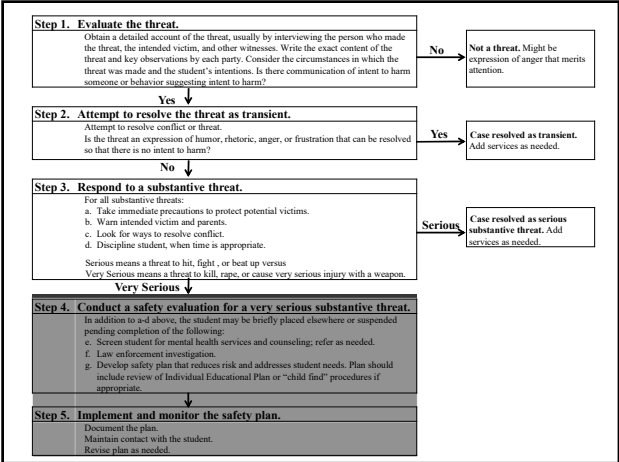 Step 1. Evaluate the threat.
Obtain a detailed account of the threat, usually by interviewing the person who made
the threat, the intended victim, and other witnesses. Write the exact content of the
threat and key observations by each party. Consider the circumstances in which the
threat was made and the student's intentions. Is there communication of intent to harm
someone or behavior suggesting intent to harm?
No
Not a threat. Might be
expression of anger that merits
attention.
Yes
Step 2. Attempt to resolve the threat as transient.
Attempt to resolve conflict or threat.
Is the threat an expression of humor, rhetoric, anger, or frustration that can be resolved
so that there is no intent to harm?
Yes
Case resolved as transient.
Add services as needed.
No
Step 3. Respond to a substantive threat.
For all substantive threats:
a. Take immediate precautions to protect potential victims.
b. Warn intended victim and parents.
c. Look for ways to resolve conflict.
d. Discipline student, when time is appropriate.
Serious means a threat to hit, fight , or beat up versus
Very Serious means a threat to kill, rape, or cause very serious injury with a weapon.
Serious
Case resolved as serious
substantive threat. Add
services as needed.
Very Serious
Step 4. Conduct a safety evaluation for a very serious substantive threat.
In addition to a-d above, the student may be briefly placed elsewhere or suspended
pending completion of the following:
e. Screen student for mental health services and counseling; refer as needed.
f. Law enforcement investigation.
g. Develop safety plan that reduces risk and addresses student needs. Plan should
include review of Individual Educational Plan or "child find" procedures if
appropriate.
Step 5. Implement and monitor the safety plan.
Document the plan.
Maintain contact with the student.
Revise plan as needed.